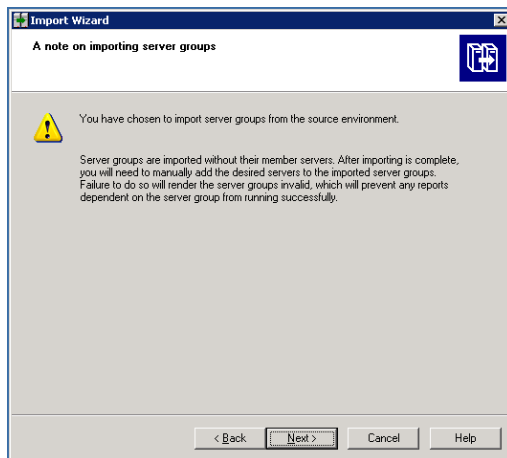 Import Wizard
A note on importing server groups
You have chosen to import server groups from the source environment.
Server groups are imported without their member servers. After importing is complete,
you will need to manually add the desired servers to the imported server groups.
Failure to do so will render the server groups invalid, which will prevent any reports
dependent on the server group from running successfully.
< Back
Next >
Cancel
Help